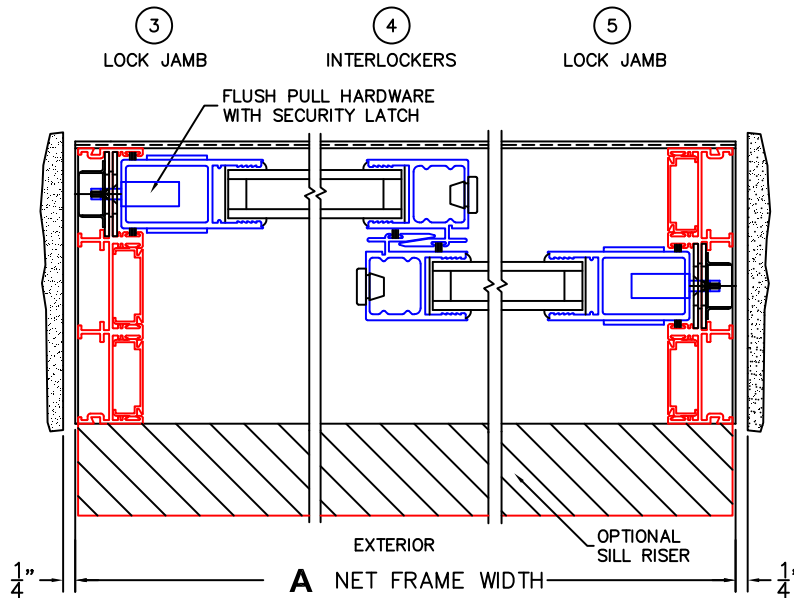 3
LOCK JAMB
4
INTERLOCKERS
5
LOCK JAMB
FLUSH PULL HARDWARE
WITH SECURITY LATCH
OPTIONAL
SILL RISER
EXTERIOR
1/4"
A NET FRAME WIDTH
1/4"